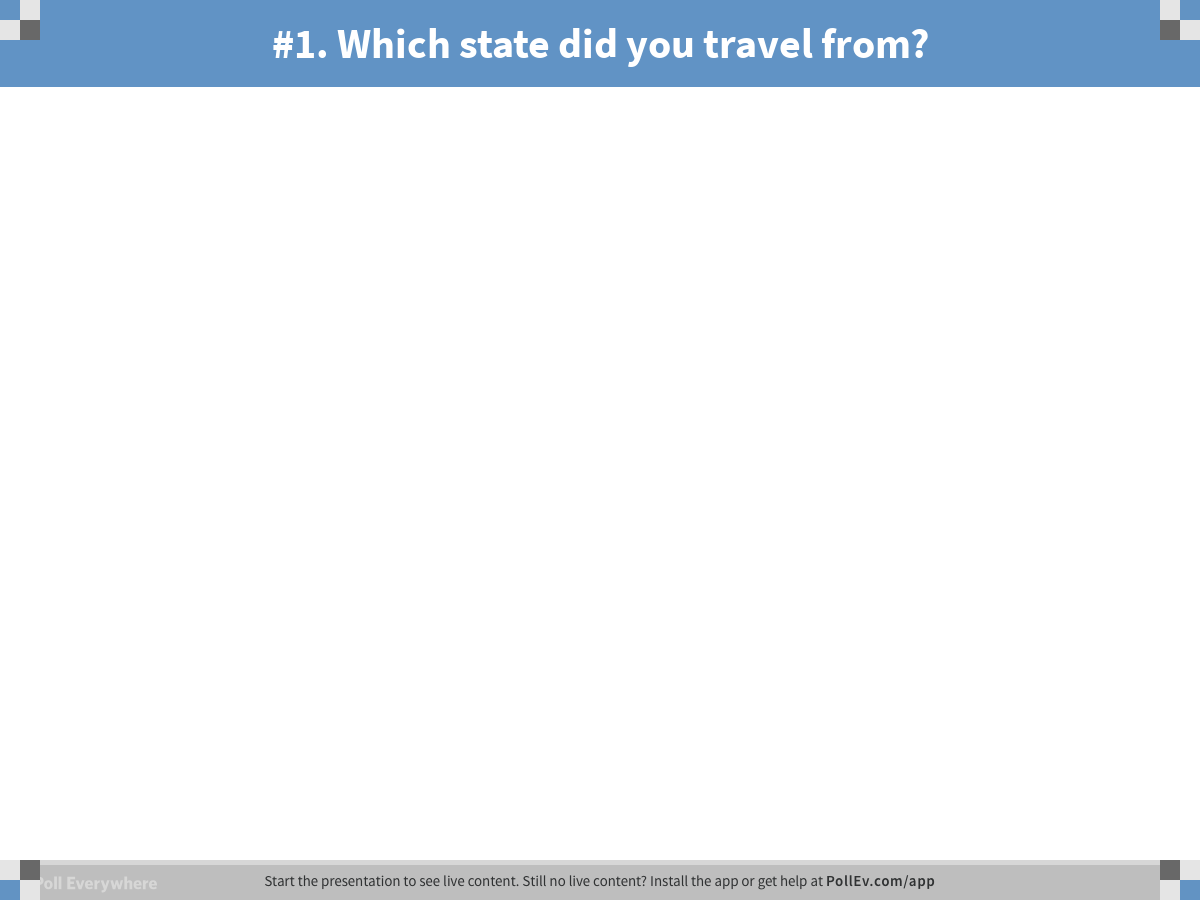 #1. Which state did you travel from?
Poll Everywhere
Start the presentation to see live content. Still no live content? Install the app or get help at PollEv.com/app